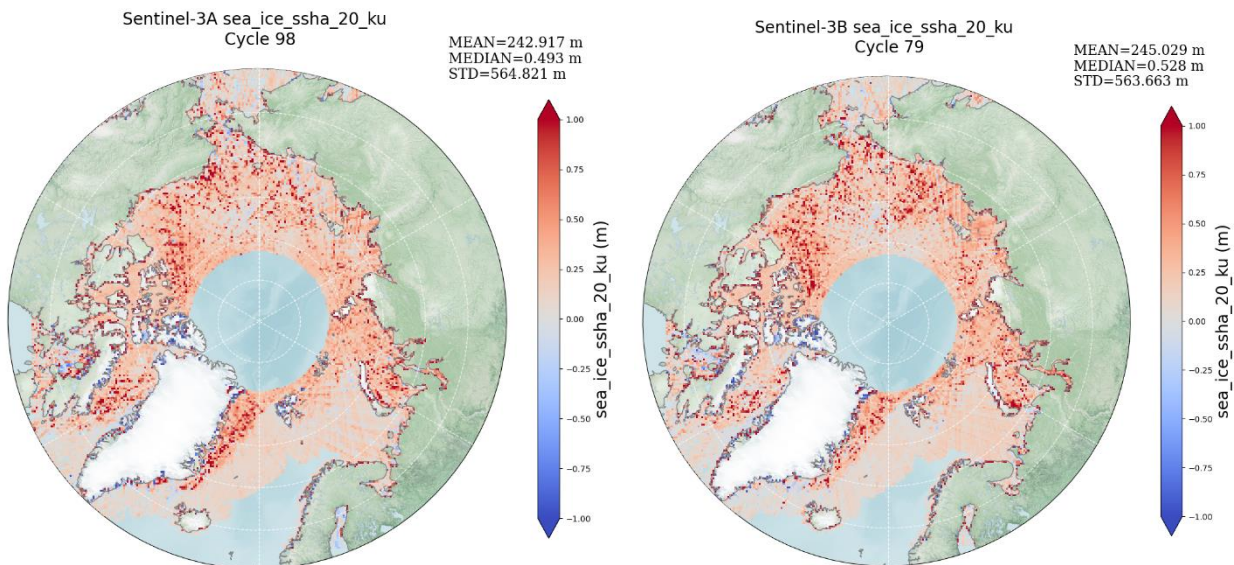 Sentinel-3A sea_ice_ssha_20_ku
Cycle 98
MEAN=242.917 m
MEDIAN=0.493 m
STD=564.821 m
1.00
0.75
0.50
0.25
0.00
−0.25
−0.50
−0.75
−1.00
sea_ice_ssha_20_ku (m)
Sentinel-3B sea_ice_ssha_20_ku
Cycle 79
MEAN=245.029 m
MEDIAN=0.528 m
STD=563.663 m
1.00
0.75
0.50
0.25
0.00
−0.25
−0.50
−0.75
−1.00
sea_ice_ssha_20_ku (m)